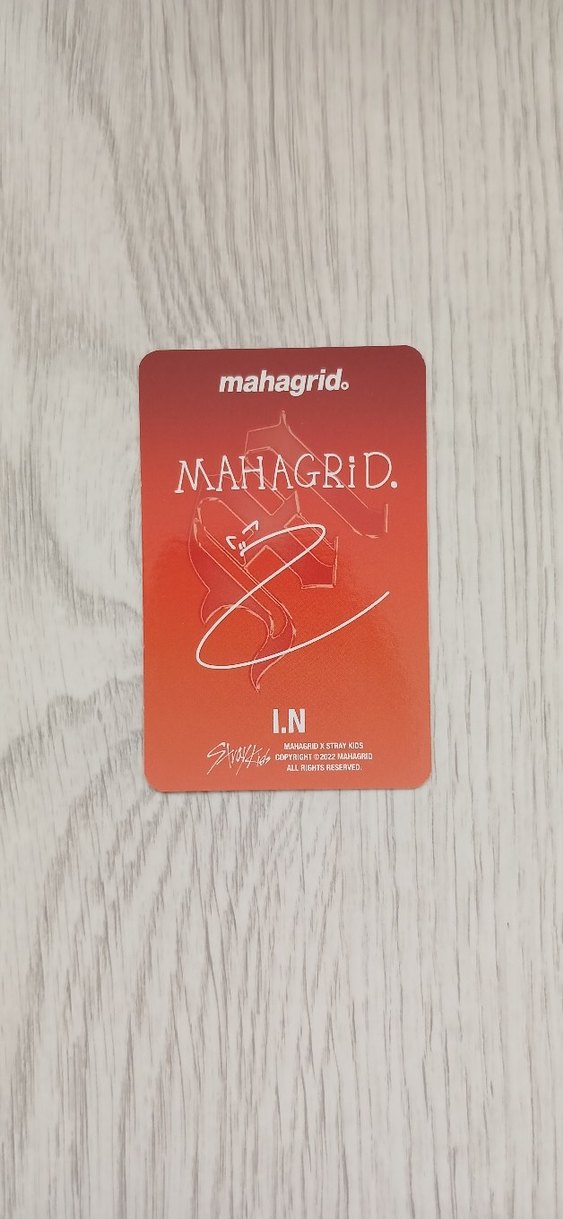 mahagrid.
MAHAGRiD.
I.N
Stray Kids
MAHAGRID X STRAY KIDS
COPYRIGHT ©2022 MAHAGRID
ALL RIGHTS RESERVED.